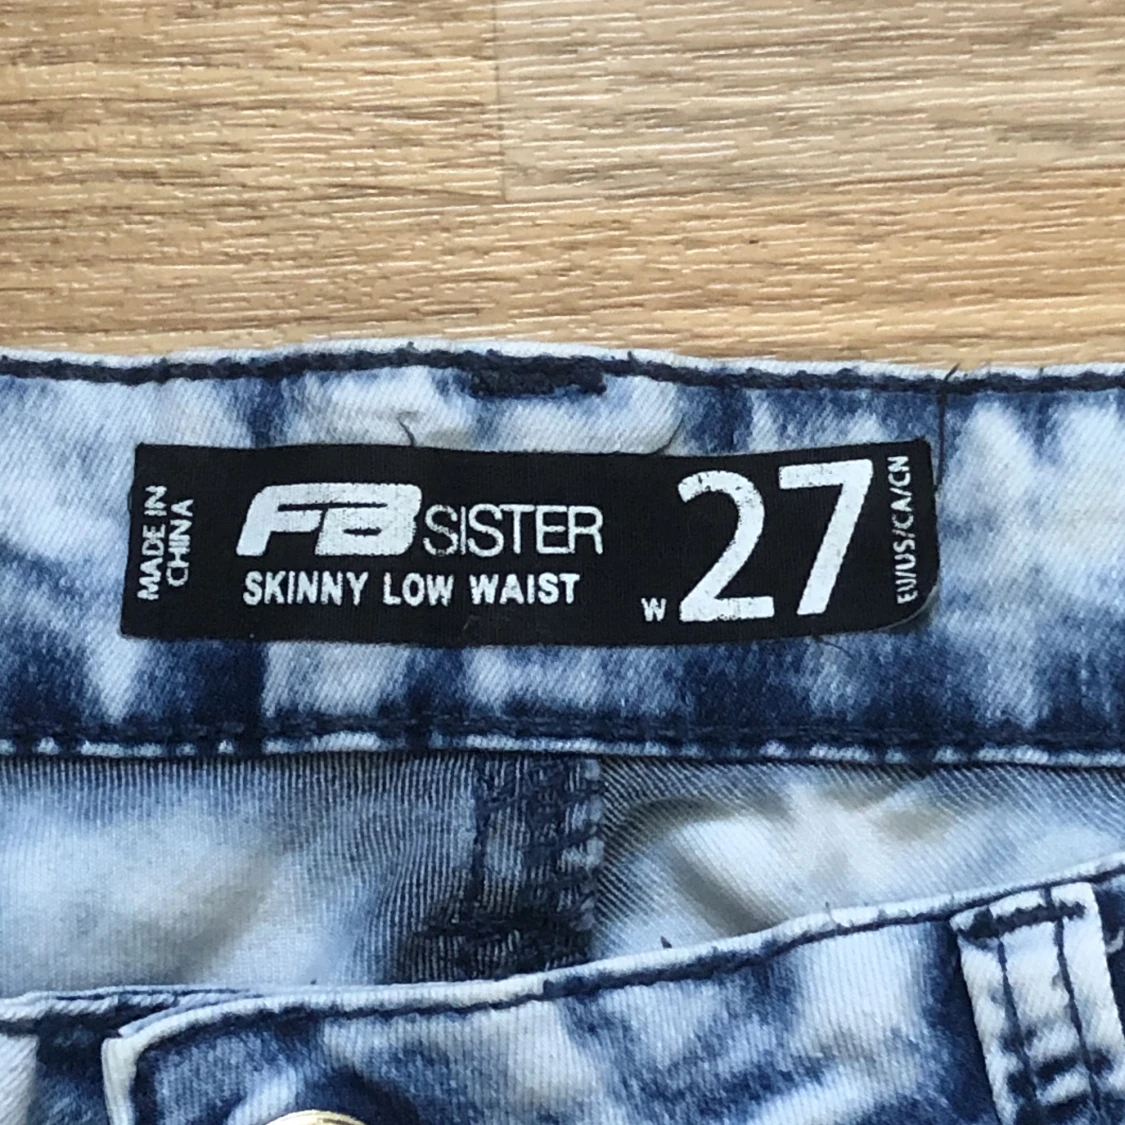 MADE IN
CHINA
FB SISTER
SKINNY LOW WAIST
W 27
EU/US/CA/CN